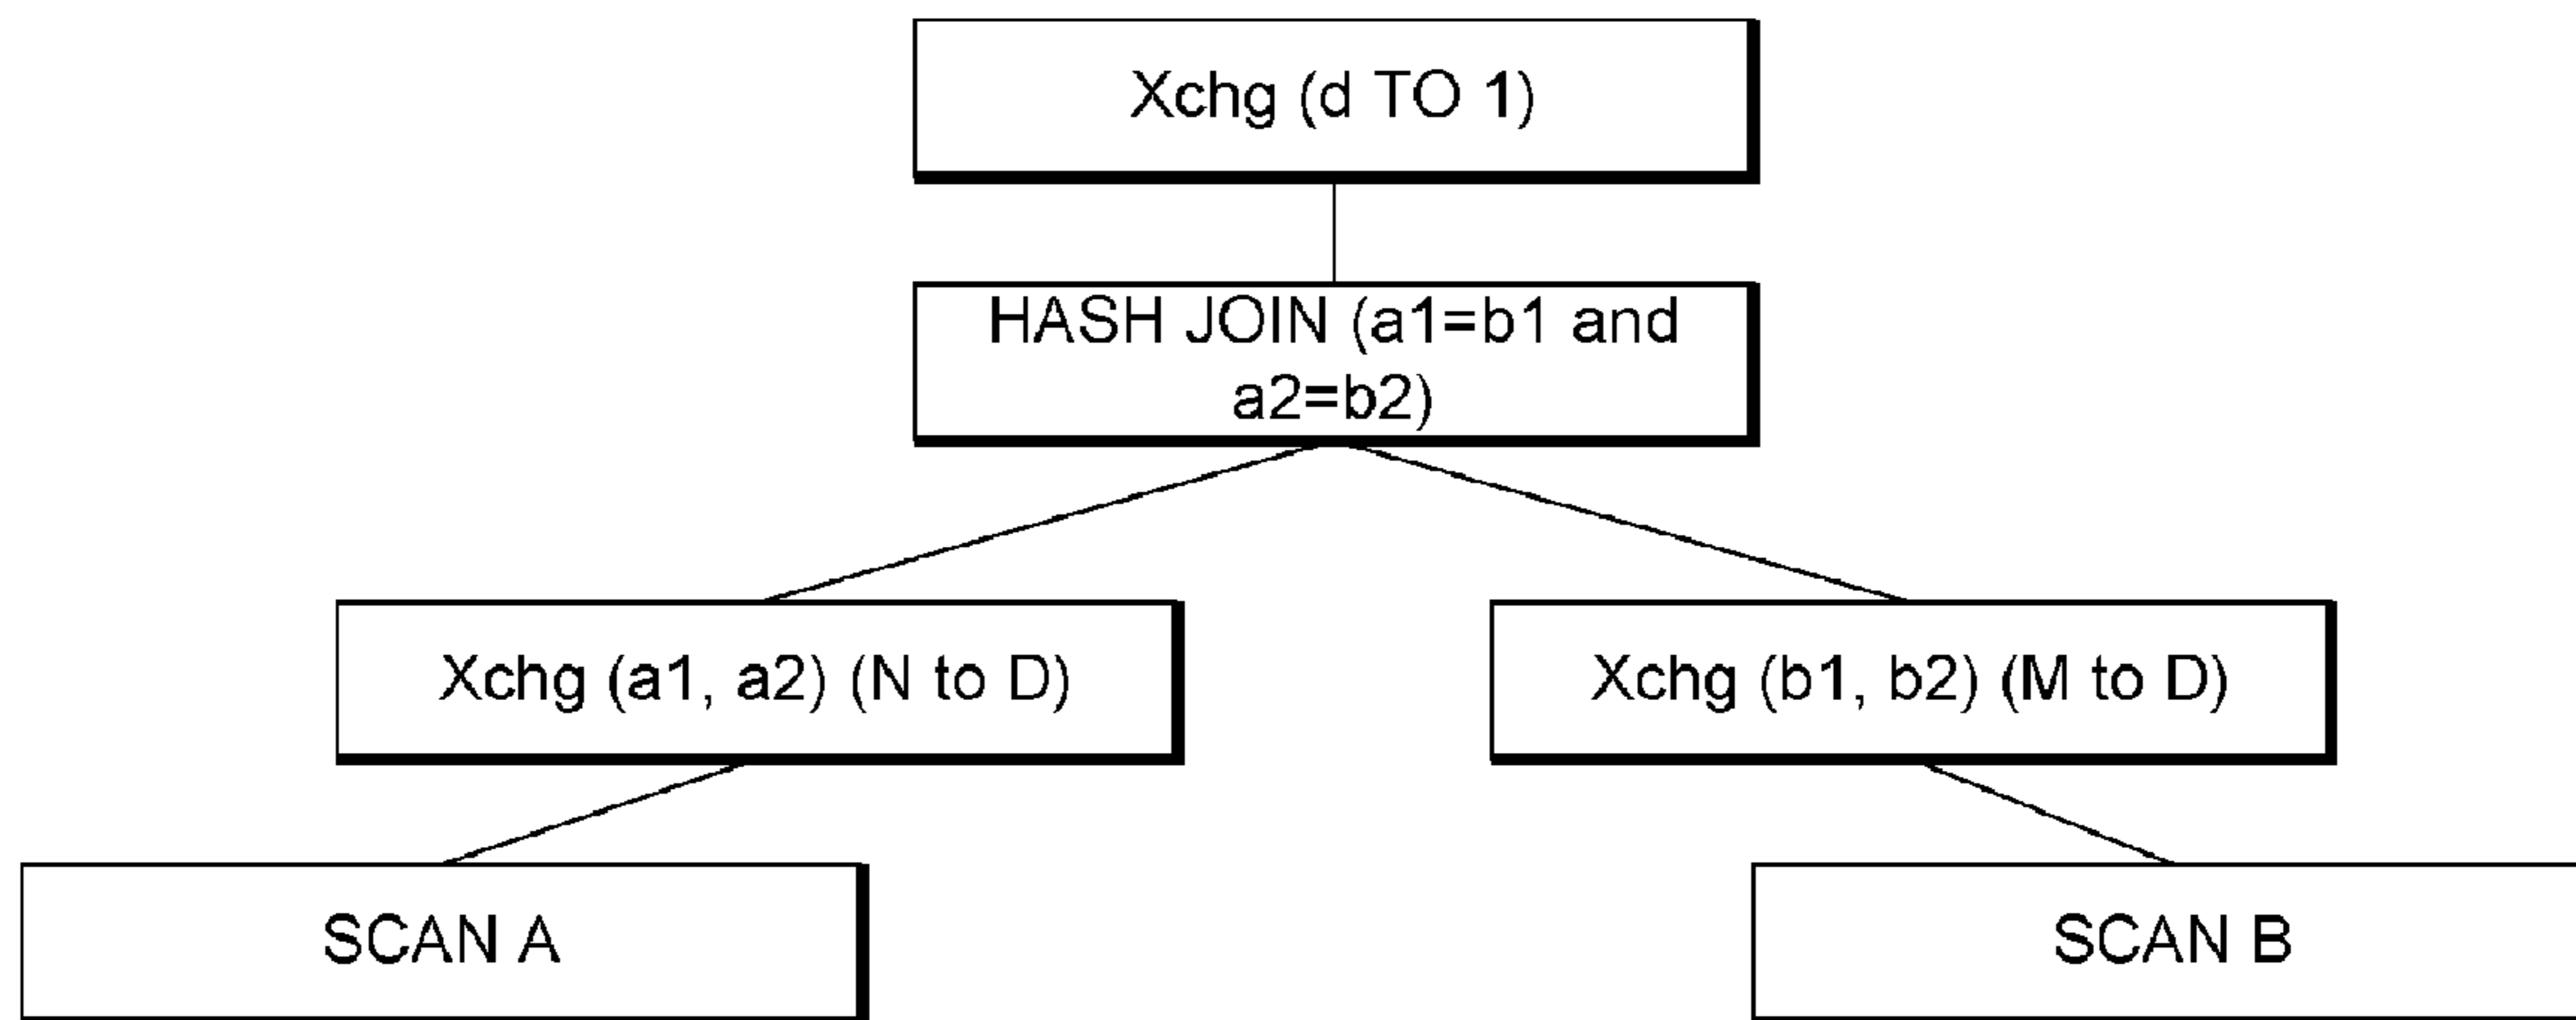 Xchg (d TO 1)
HASH JOIN (a1=b1 and
a2=b2)
Xchg (a1, a2) (N to D)
Xchg (b1, b2) (M to D)
SCAN A
SCAN B